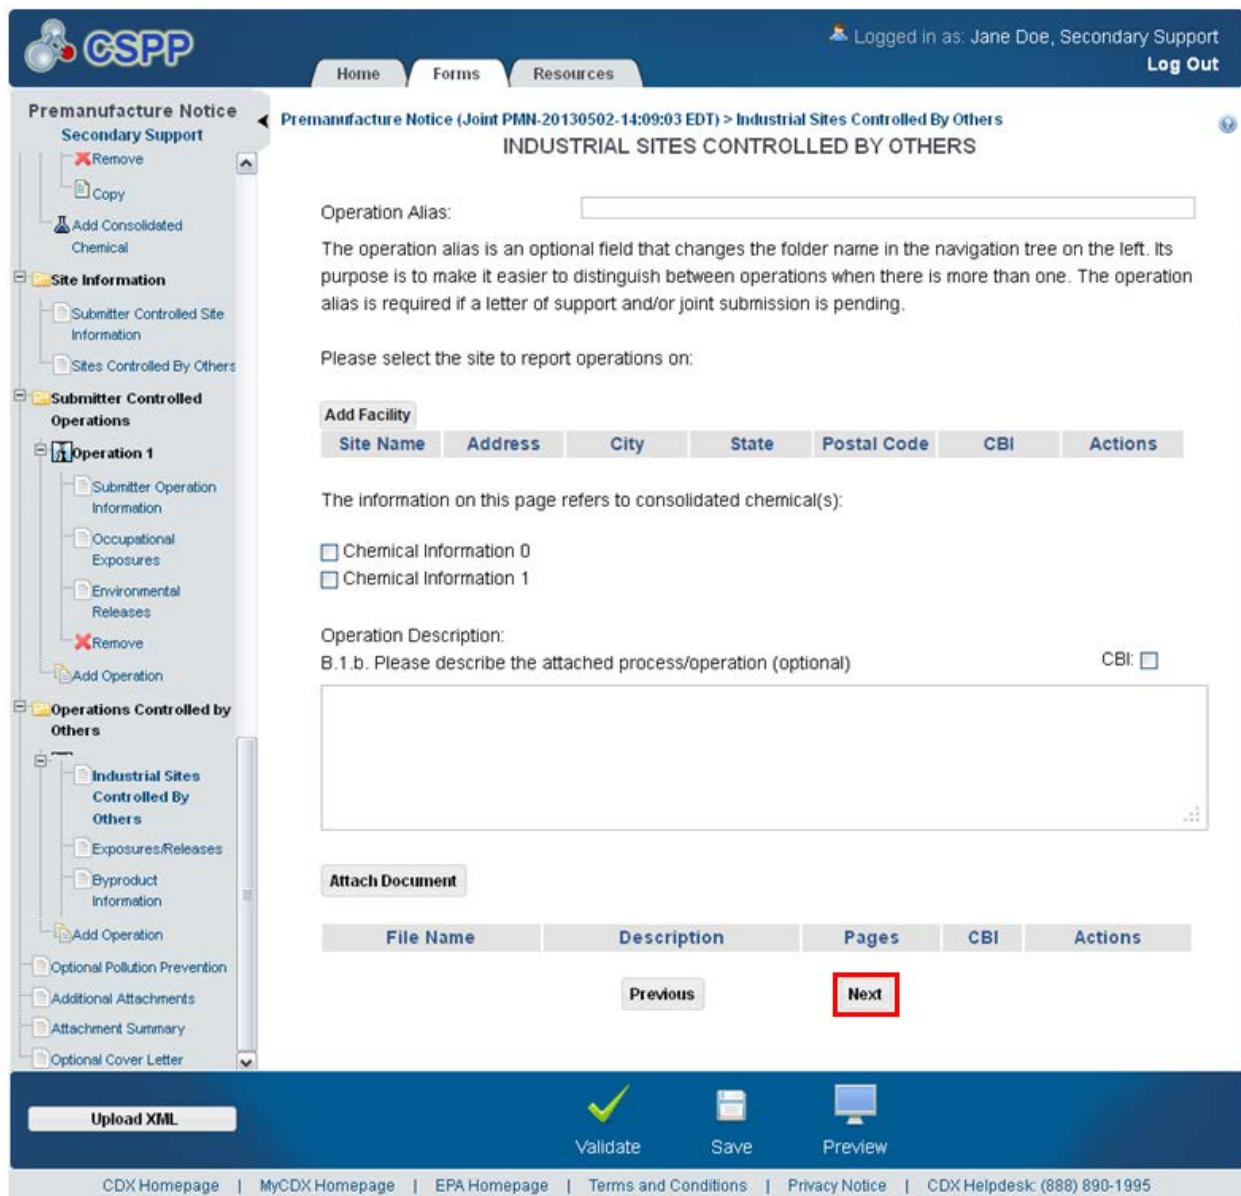 CSPP
Logged in as: Jane Doe, Secondary Support
Log Out
Home
Forms
Resources
Premanufacture Notice
Secondary Support
Remove
Copy
Add Consolidated
Chemical
Site Information
Submitter Controlled Site
Information
Sites Controlled By Others
Submitter Controlled
Operations
Operation 1
Submitter Operation
Information
Occupational
Exposures
Environmental
Releases
Remove
Add Operation
Operations Controlled by
Others
Industrial Sites
Controlled By
Others
Exposures/Releases
Byproduct
Information
Add Operation
Optional Pollution Prevention
Additional Attachments
Attachment Summary
Optional Cover Letter
Premanufacture Notice (Joint PMN-20130502-14:09:03 EDT) > Industrial Sites Controlled By Others
INDUSTRIAL SITES CONTROLLED BY OTHERS
Operation Alias:
The operation alias is an optional field that changes the folder name in the navigation tree on the left. Its
purpose is to make it easier to distinguish between operations when there is more than one. The operation
alias is required if a letter of support and/or joint submission is pending.
Please select the site to report operations on:
Add Facility
Site Name Address City State Postal Code CBI Actions
The information on this page refers to consolidated chemical(s):
Chemical Information 0
Chemical Information 1
Operation Description:
B.1.b. Please describe the attached process/operation (optional) CBI:
Attach Document
File Name Description Pages CBI Actions
Previous Next
Upload XML
Validate Save Preview
CDX Homepage | MyCDX Homepage | EPA Homepage | Terms and Conditions | Privacy Notice | CDX Helpdesk: (888) 890-1995